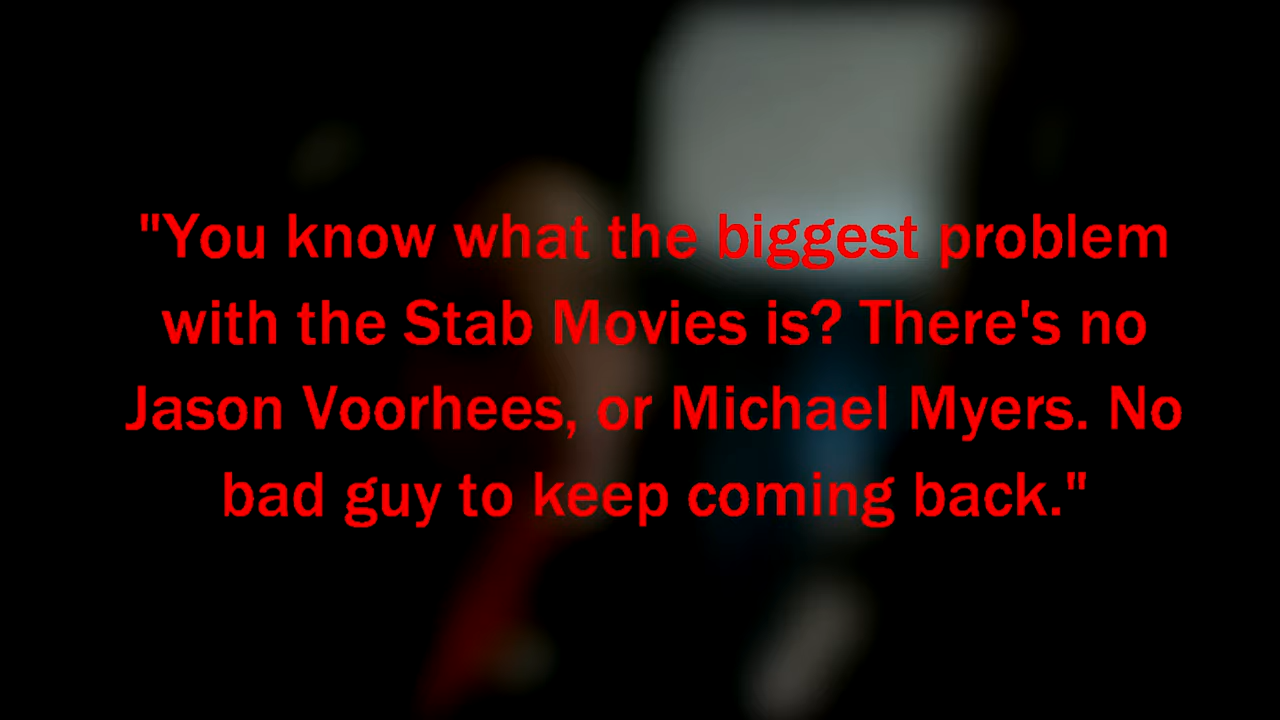 "You know what the biggest problem
with the Stab Movies is? There's no
Jason Voorhees, or Michael Myers. No
bad guy to keep coming back."